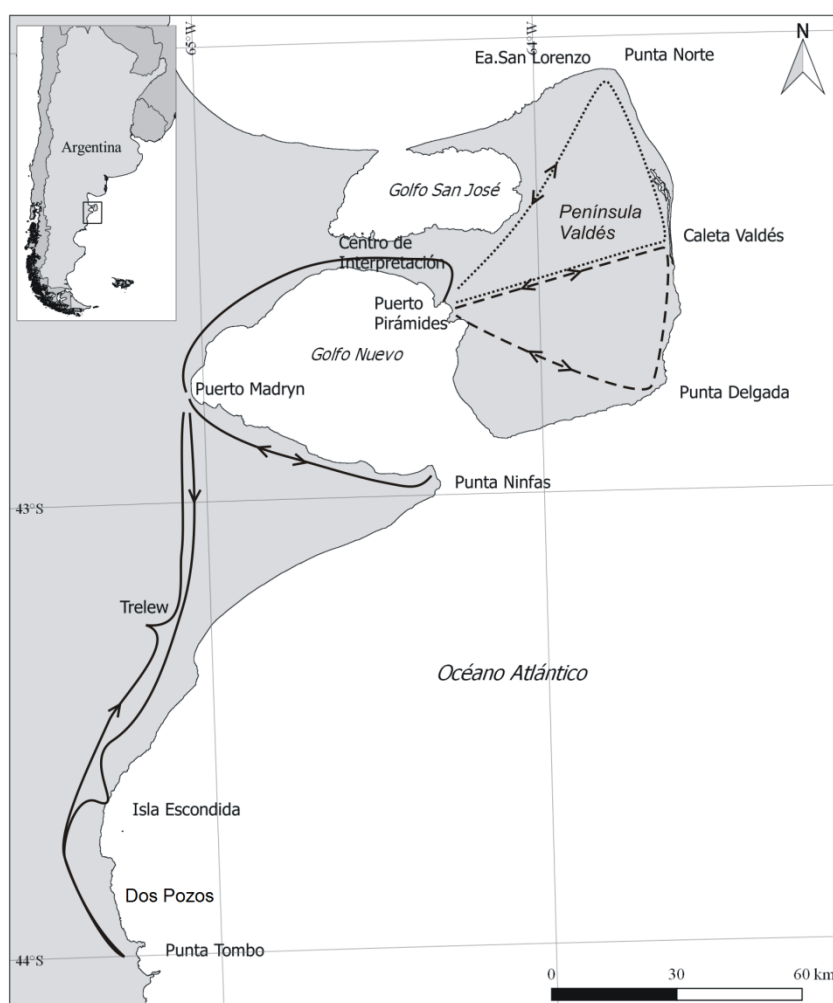 65°W
64°W
N
Ea.San Lorenzo
Punta Norte
Argentina
Golfo San José
Península
Valdés
Centro de
Interpretación
Caleta Valdés
Puerto
Pirámides
Golfo Nuevo
Puerto Madryn
Punta Delgada
Punta Ninfas
43°S
Trelew
Océano Atlántico
Isla Escondida
Dos Pozos
Punta Tombo
44°S
0 30 60 km